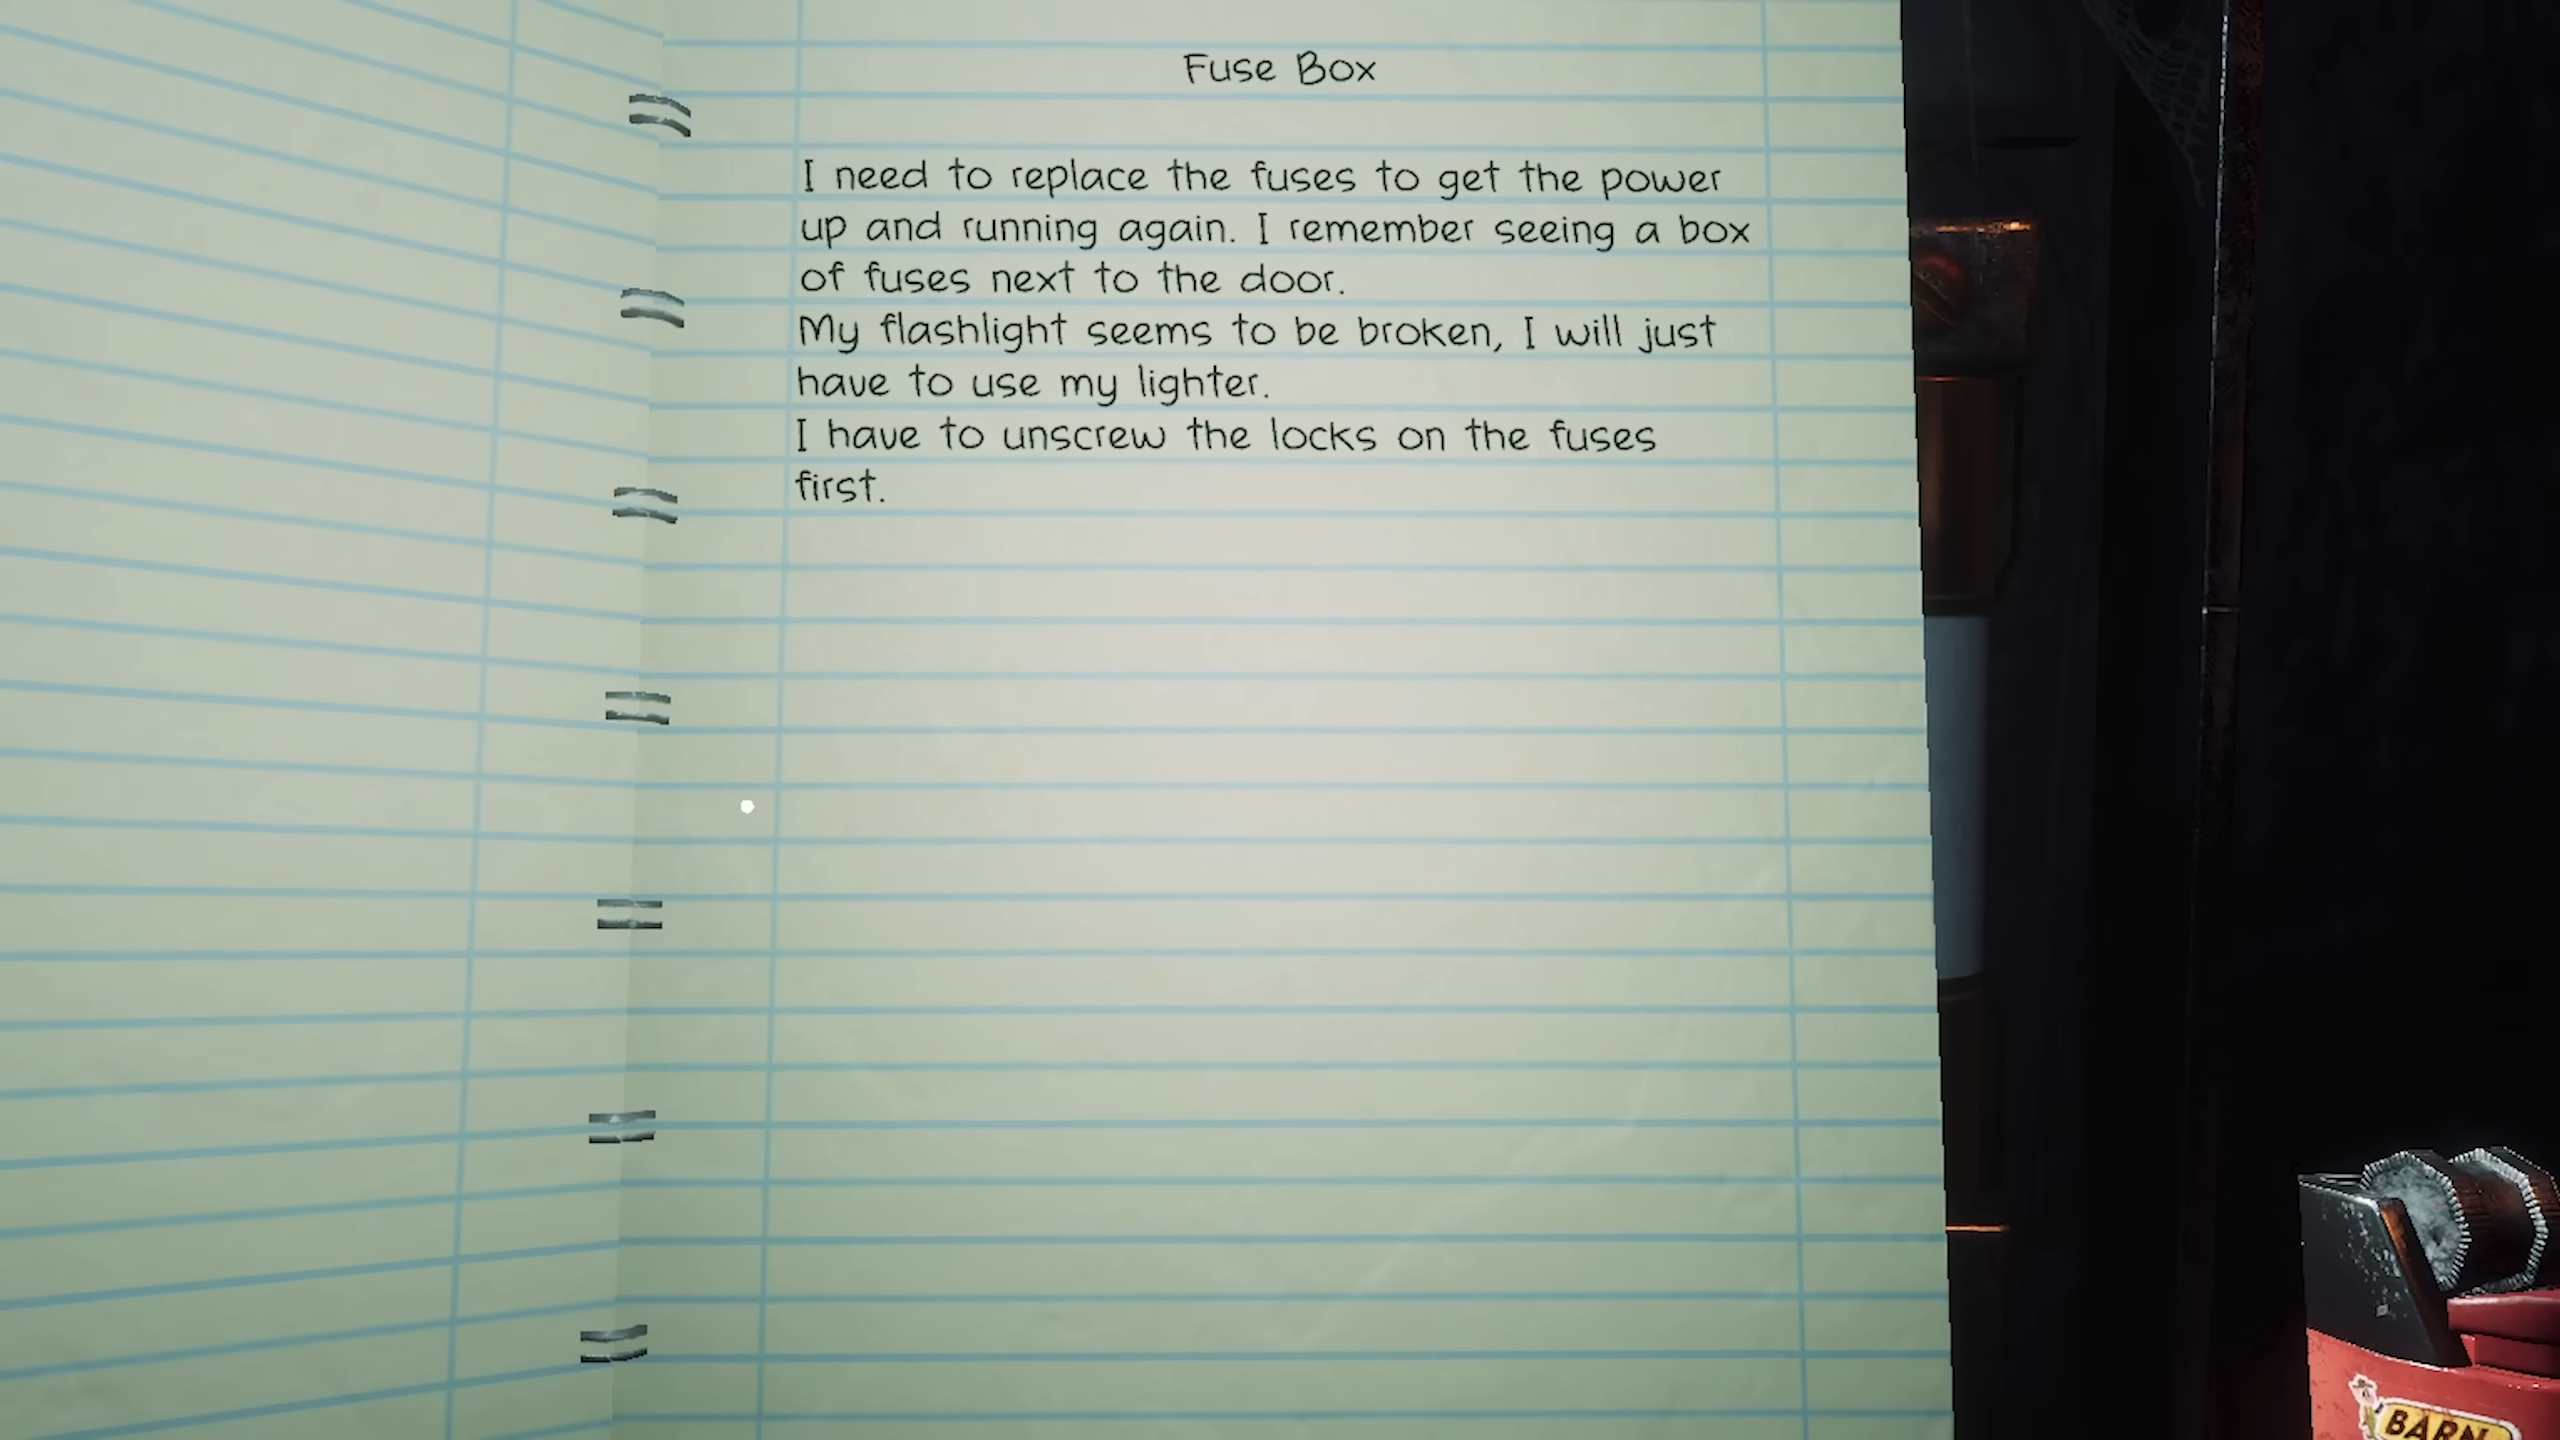 Fuse Box
I need to replace the fuses to get the power
up and running again. I remember seeing a box
of fuses next to the door.
My flashlight seems to be broken, I will just
have to use my lighter.
I have to unscrew the locks on the fuses
first.
BARN